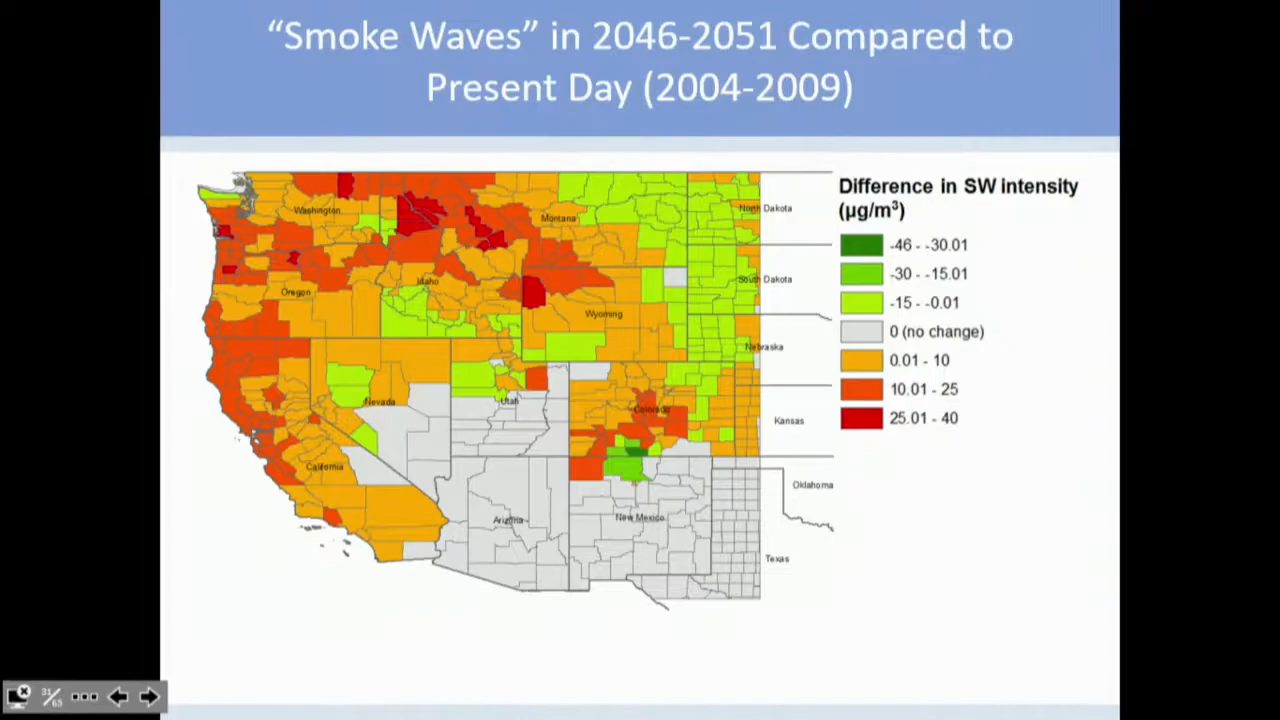 “Smoke Waves” in 2046-2051 Compared to
Present Day (2004-2009)
Difference in SW intensity
(µg/m³)
-46 - -30.01
-30 - -15.01
-15 - -0.01
0 (no change)
0.01 - 10
10.01 - 25
25.01 - 40
Washington
Montana
North Dakota
Oregon
Idaho
South Dakota
Wyoming
Nebraska
Nevada
Utah
Colorado
Kansas
California
Oklahoma
Arizona
New Mexico
Texas
31/63